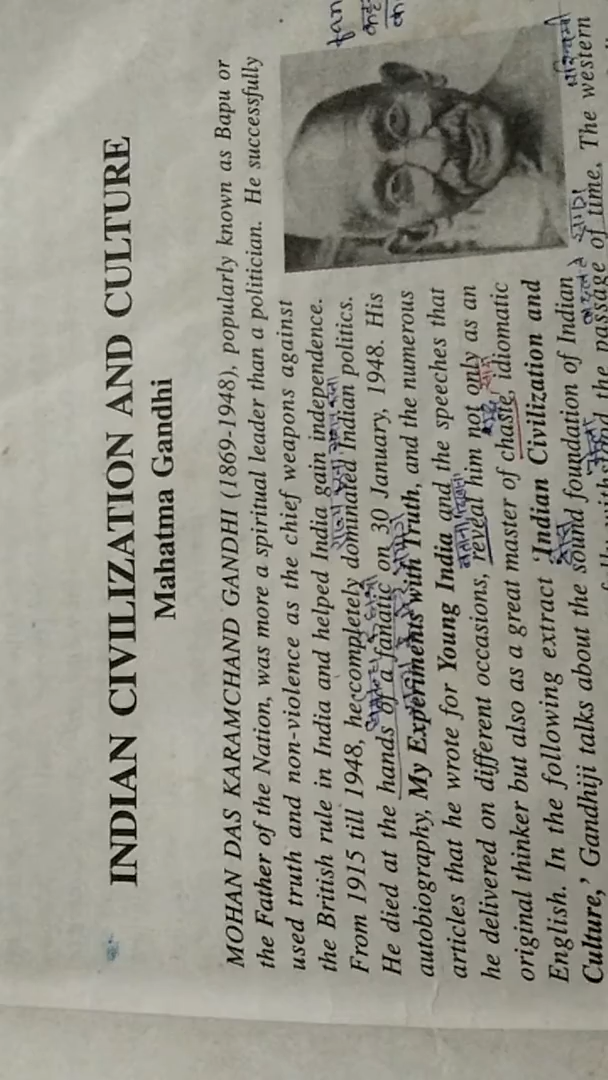 INDIAN CIVILIZATION AND CULTURE
Mahatma Gandhi
MOHAN DAS KARAMCHAND GANDHI (1869-1948), popularly known as Bapu or
the Father of the Nation, was more a spiritual leader than a politician. He successfully
used truth and non-violence as the chief weapons against
the British rule in India and helped India gain independence.
From 1915 till 1948, he completely dominated Indian politics.
He died at the hands of a fanatic on 30 January, 1948. His
autobiography, My Experiments with Truth, and the numerous
articles that he wrote for Young India and the speeches that
he delivered on different occasions, reveal him not only as an
original thinker but also as a great master of chaste, idiomatic
English. In the following extract 'Indian Civilization and
Culture,' Gandhiji talks about the sound foundation of Indian
the passage of time. The western